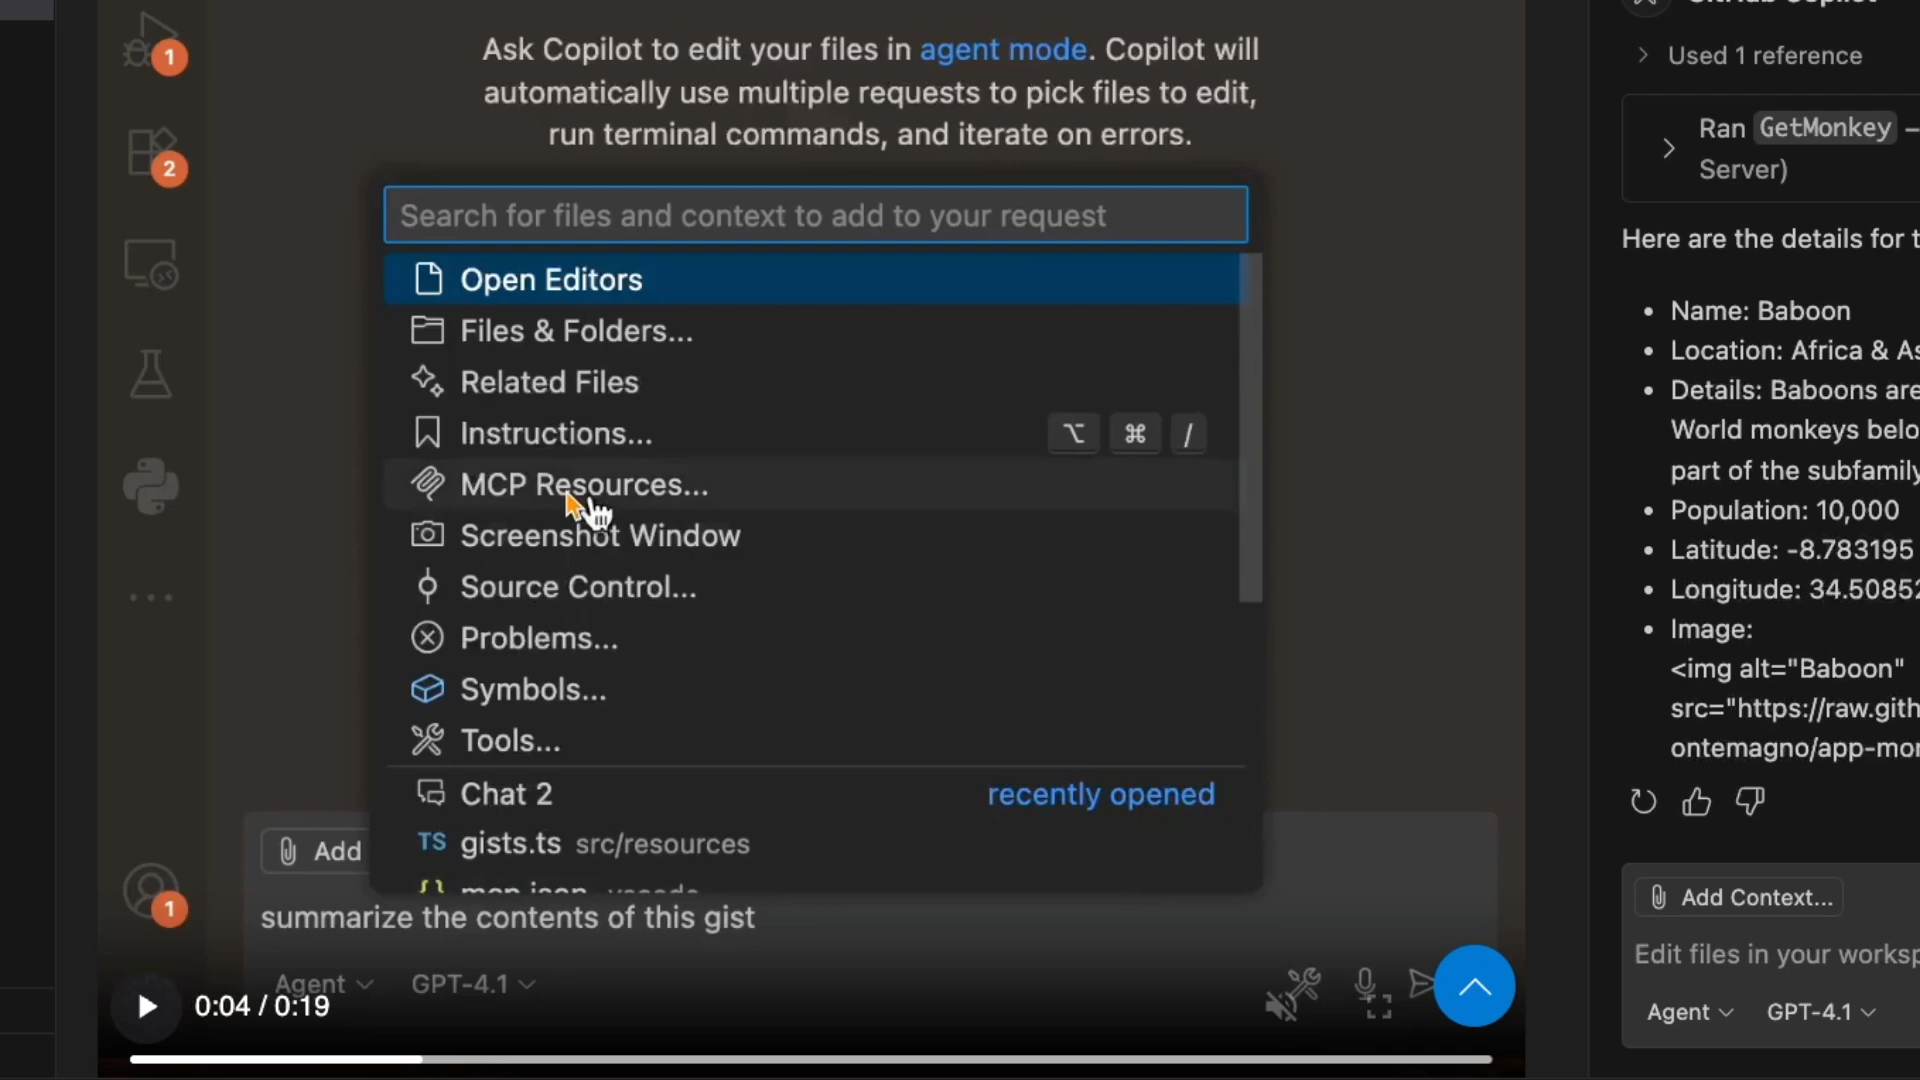 1
2
1
Ask Copilot to edit your files in agent mode. Copilot will
automatically use multiple requests to pick files to edit,
run terminal commands, and iterate on errors.
Search for files and context to add to your request
Open Editors
Files & Folders...
Related Files
Instructions... ⌥ ⌘ /
MCP Resources...
Screenshot Window
Source Control...
Problems...
Symbols...
Tools...
Chat 2 recently opened
TS gists.ts src/resources
Add
summarize the contents of this gist
Agent GPT-4.1
0:04 / 0:19
Used 1 reference
Ran GetMonkey –
Server)
Here are the details for
Name: Baboon
Location: Africa &
Details: Baboons are
World monkeys
part of the subfamily
Population: 10,000
Latitude: -8.783195
Longitude: 34.50852
Image:
<img alt="Baboon"
src="https://raw.gith
ontemagno/app-mon
Add Context...
Edit files in your
Agent GPT-4.1